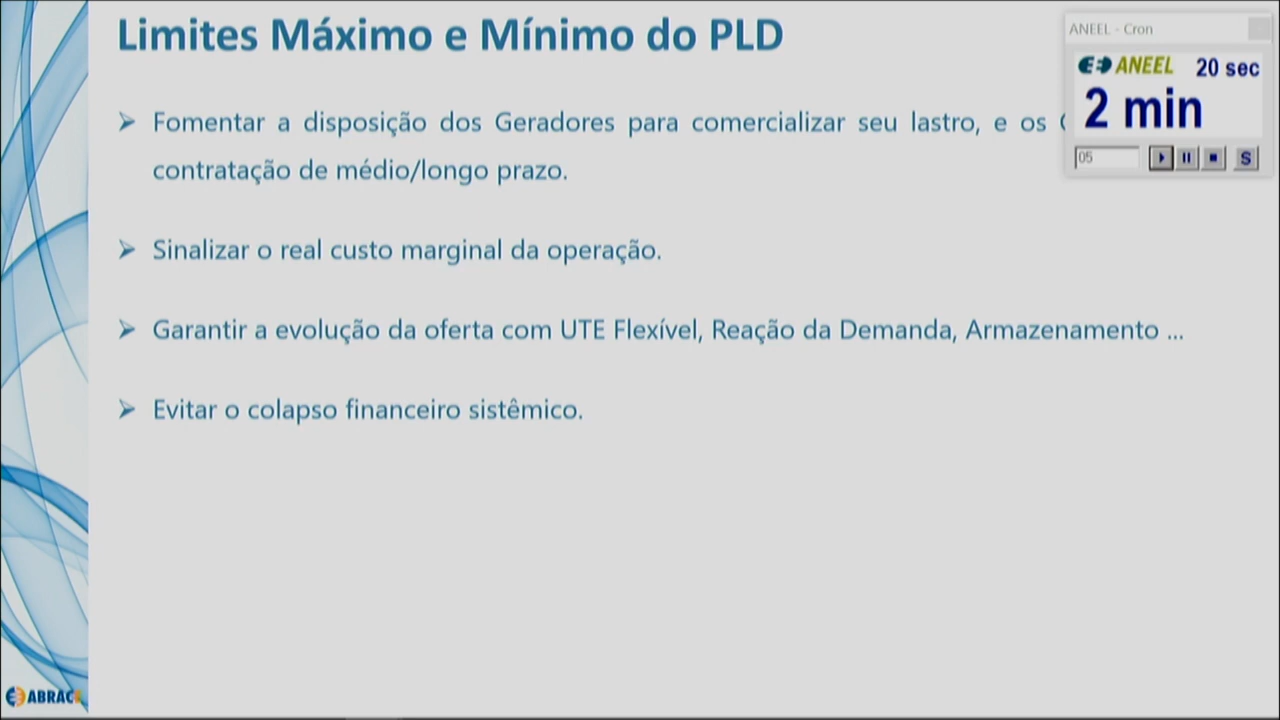 Limites Máximo e Mínimo do PLD
ANEEL - Cron
ANEEL 20 sec
2 min
05
S
Fomentar a disposição dos Geradores para comercializar seu lastro, e os
contratação de médio/longo prazo.
Sinalizar o real custo marginal da operação.
Garantir a evolução da oferta com UTE Flexível, Reação da Demanda, Armazenamento ...
Evitar o colapso financeiro sistêmico.